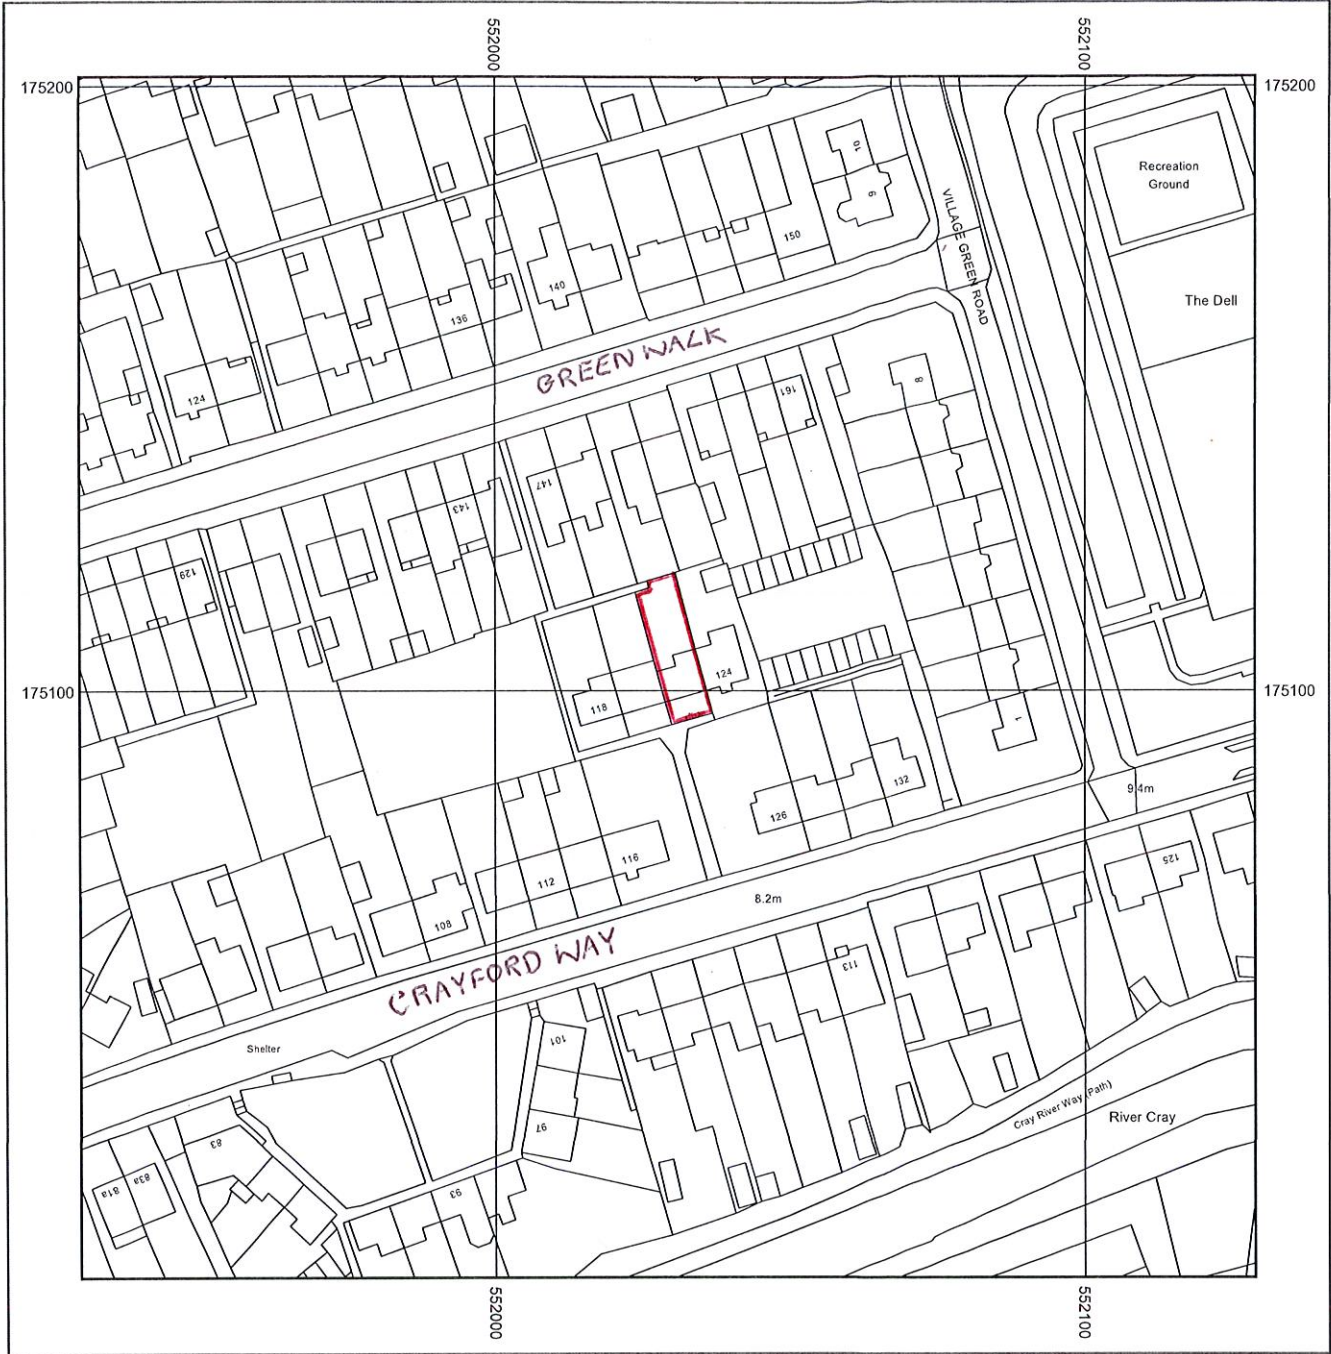 552000
552100
175200
175200
Recreation
Ground
10
9
VILLAGE GREEN ROAD
150
140
The Dell
136
GREEN WALK
124
161
8
147
143
129
175100
175100
124
118
1
132
9.4m
126
116
125
112
8.2m
108
CRAYFORD WAY
113
101
Shelter
Cray River Way (Path)
River Cray
97
83
83a
81a
93
552000
552100